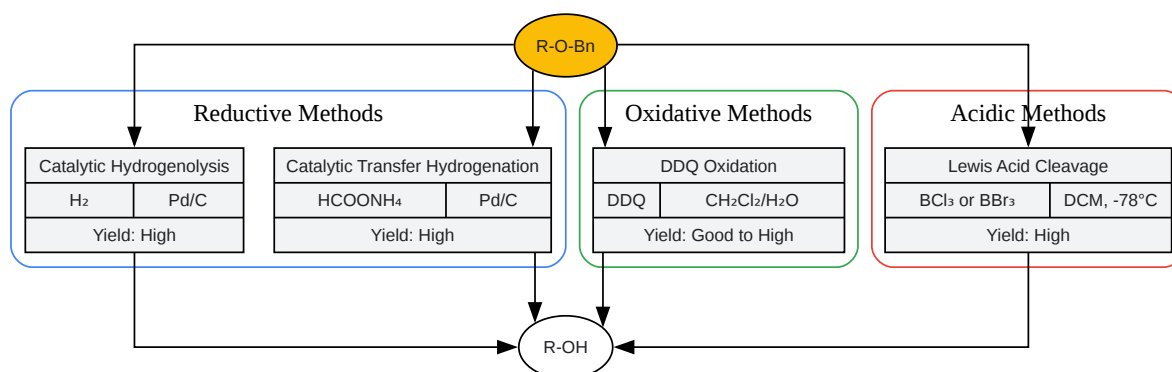 R-O-Bn
Reductive Methods
Oxidative Methods
Acidic Methods
Catalytic Hydrogenolysis
H₂
Pd/C
Yield: High
Catalytic Transfer Hydrogenation
HCOONH₄
Pd/C
Yield: High
DDQ Oxidation
DDQ
CH₂Cl₂/H₂O
Yield: Good to High
Lewis Acid Cleavage
BCl₃ or BBr₃
DCM, -78°C
Yield: High
R-OH